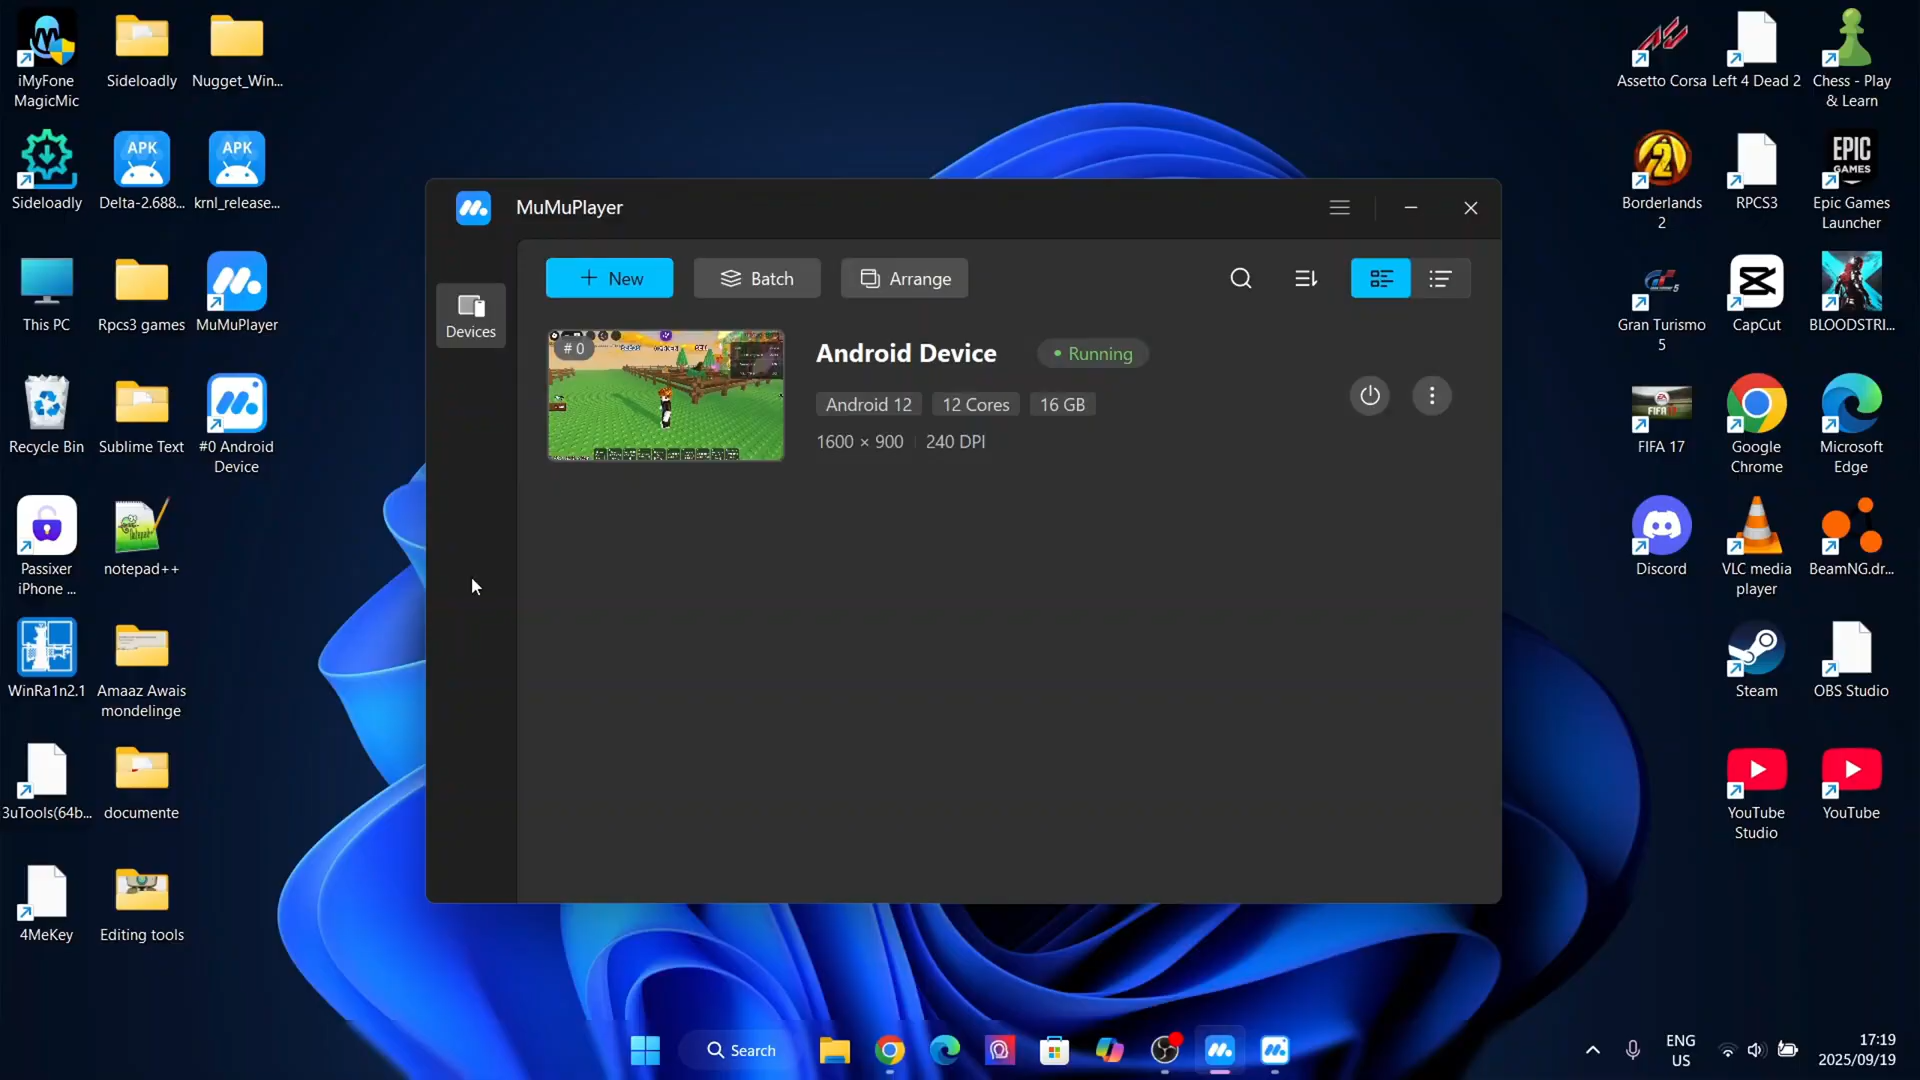 iMyFone
MagicMic
Sideloadly
Nugget_Win...
Sideloadly
APK
Delta-2.688...
APK
krnl_release...
This PC
Rpcs3 games
MuMuPlayer
Recycle Bin
Sublime Text
#0 Android
Device
Passixer
iPhone ...
notepad++
WinRa1n2.1
Amaaz Awais
mondelinge
3uTools(64b...
documente
4MeKey
Editing tools
MuMuPlayer
Devices
+ New
Batch
Arrange
# 0
Android Device
• Running
Android 12
12 Cores
16 GB
1600 × 900
240 DPI
Assetto Corsa
Left 4 Dead 2
Chess - Play
& Learn
Borderlands
2
RPCS3
EPIC
GAMES
Epic Games
Launcher
Gran Turismo
5
CapCut
BLOODSTRI...
FIFA 17
Google
Chrome
Microsoft
Edge
Discord
VLC media
player
BeamNG.dr...
Steam
OBS Studio
YouTube
Studio
YouTube
Search
ENG
US
17:19
2025/09/19